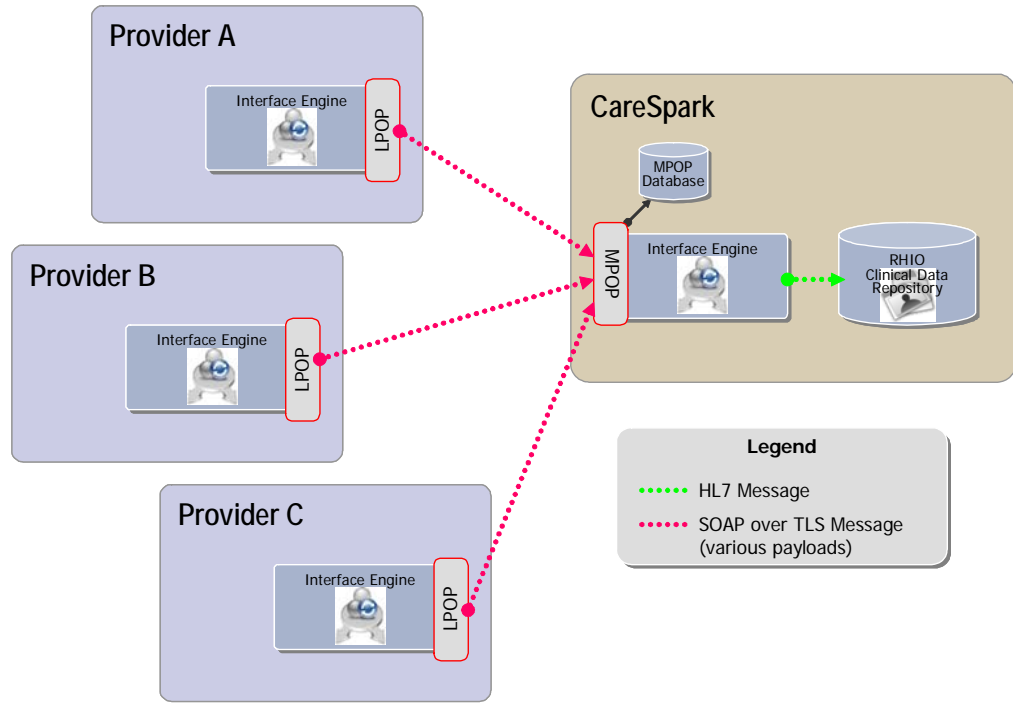 Provider A
Interface Engine
LPOP
Provider B
Interface Engine
LPOP
Provider C
Interface Engine
LPOP
CareSpark
MPOP
Database
MPOP
Interface Engine
RHIO
Clinical Data
Repository
Legend
HL7 Message
SOAP over TLS Message
(various payloads)